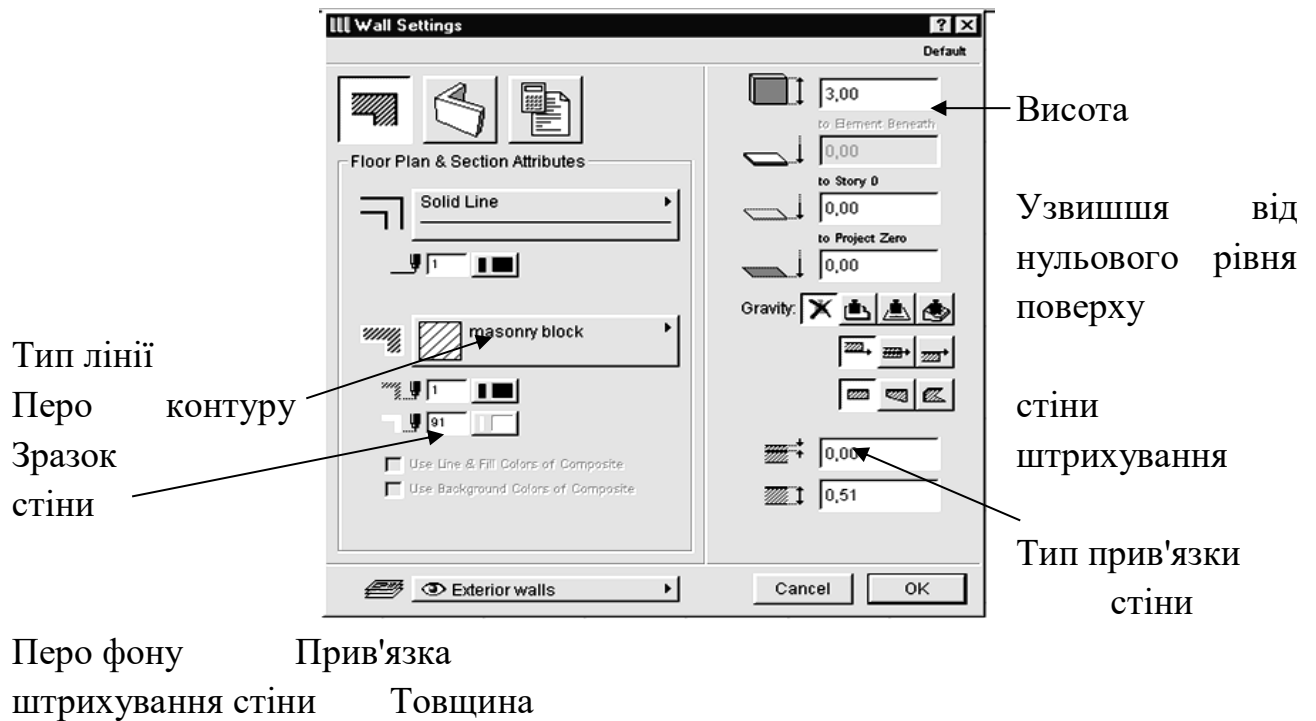 Wall Settings
Default
3,00
to Element Beneath
0,00
to Story 0
0,00
to Project Zero
0,00
Gravity:
Floor Plan & Section Attributes
Solid Line
1
masonry block
1
91
Use Line & Fill Colors of Composite
Use Background Colors of Composite
0,00
0,51
Exterior walls
Cancel
OK
Висота
Узвишшя від
нульового рівня
поверху
Тип лінії
Перо контуру
стіни
Зразок
штрихування
стіни
Тип прив'язки
стіни
Перо фону Прив'язка
штрихування стіни Товщина